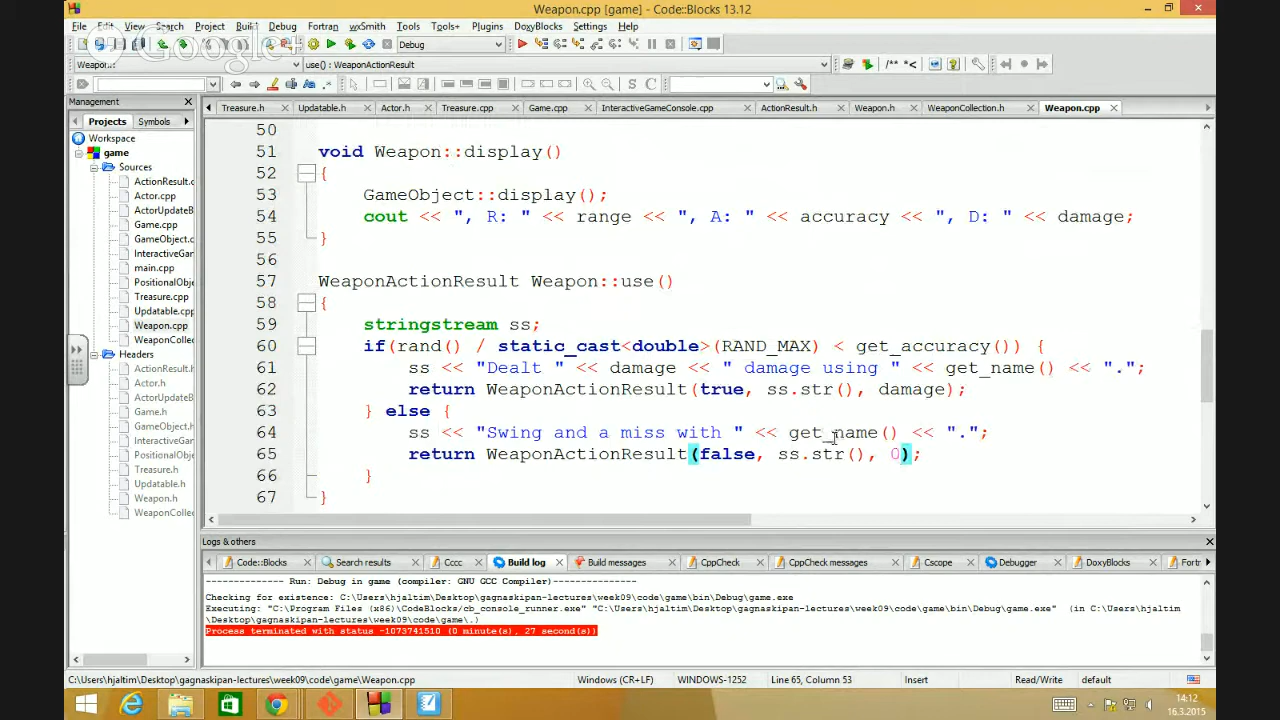 Weapon.cpp [game] - Code::Blocks 13.12
File Edit View Search Project Build Debug Fortran wxSmith Tools Tools+ Plugins DoxyBlocks Settings Help
Google+
Debug
Weapon:: use() : WeaponActionResult
/** *<
S C
Management
Projects Symbols
Treasure.h Updatable.h Actor.h Treasure.cpp Game.cpp InteractiveGameConsole.cpp ActionResult.h Weapon.h WeaponCollection.h Weapon.cpp
Workspace
game
Sources
ActionResult.c
Actor.cpp
ActorUpdateB
Game.cpp
GameObject.c
InteractiveGan
main.cpp
PositionalObje
Treasure.cpp
Updatable.cpp
Weapon.cpp
WeaponCollec
Headers
ActionResult.h
Actor.h
ActorUpdateB
Game.h
GameObject.h
InteractiveGan
PositionalObje
Treasure.h
Updatable.h
Weapon.h
WeaponCollec
50
51 void Weapon::display()
52 {
53 GameObject::display();
54 cout << ", R: " << range << ", A: " << accuracy << ", D: " << damage;
55 }
56
57 WeaponActionResult Weapon::use()
58 {
59 stringstream ss;
60 if(rand() / static_cast<double>(RAND_MAX) < get_accuracy()) {
61 ss << "Dealt " << damage << " damage using " << get_name() << ".";
62 return WeaponActionResult(true, ss.str(), damage);
63 } else {
64 ss << "Swing and a miss with " << get_name() << ".";
65 return WeaponActionResult(false, ss.str(), 0);
66 }
67 }
Logs & others
Code::Blocks Search results Cccc Build log Build messages CppCheck CppCheck messages Cscope Debugger DoxyBlocks Fortr
-------------- Run: Debug in game (compiler: GNU GCC Compiler)---------------
Checking for existence: C:\Users\hjaltim\Desktop\gagnaskipan-lectures\week09\code\game\bin\Debug\game.exe
Executing: "C:\Program Files (x86)\CodeBlocks/cb_console_runner.exe" "C:\Users\hjaltim\Desktop\gagnaskipan-lectures\week09\code\game\bin\Debug\game.exe" (in C:\Users\hjaltim
\Desktop\gagnaskipan-lectures\week09\code\game\.)
Process terminated with status -1073741510 (0 minute(s), 27 second(s))
C:\Users\hjaltim\Desktop\gagnaskipan-lectures\week09\code\game\Weapon.cpp Windows (CR+LF) WINDOWS-1252 Line 65, Column 53 Insert Read/Write default
14:12
16.3.2015